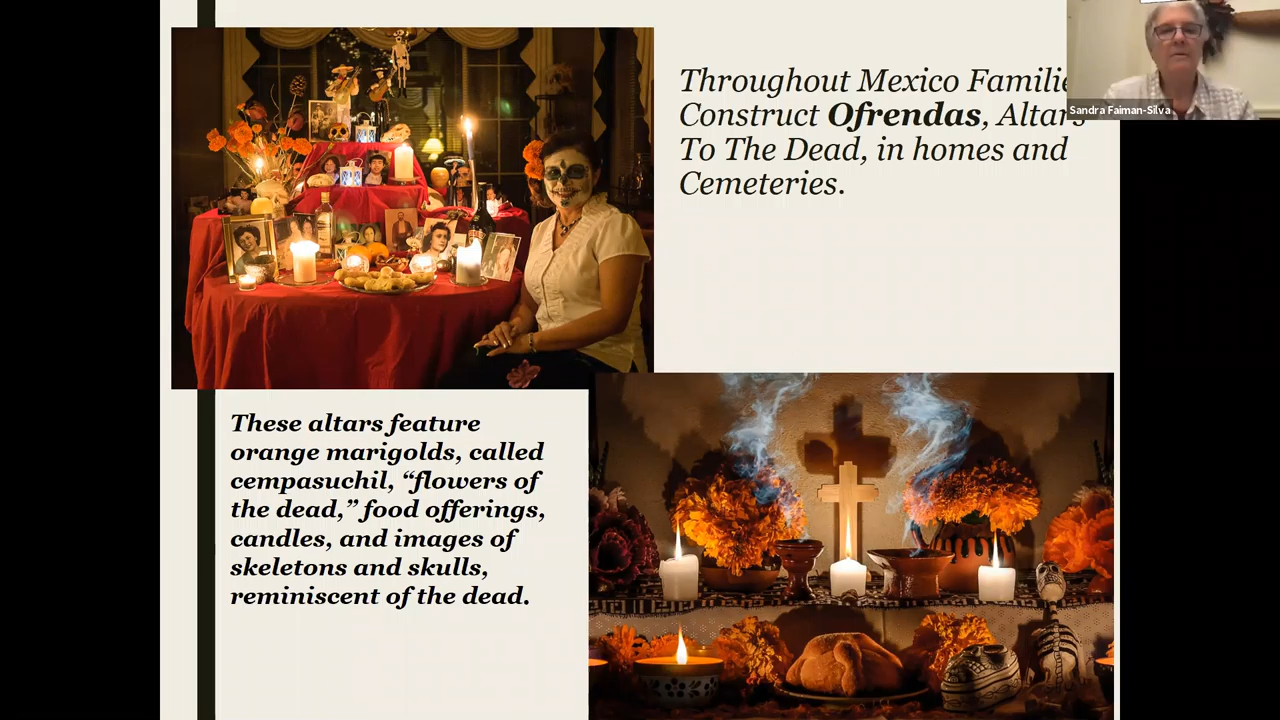 Throughout Mexico Familie
Construct Ofrendas, Altars
To The Dead, in homes and
Cemeteries.
Sandra Faiman-Silva
These altars feature
orange marigolds, called
cempasuchil, “flowers of
the dead,” food offerings,
candles, and images of
skeletons and skulls,
reminiscent of the dead.